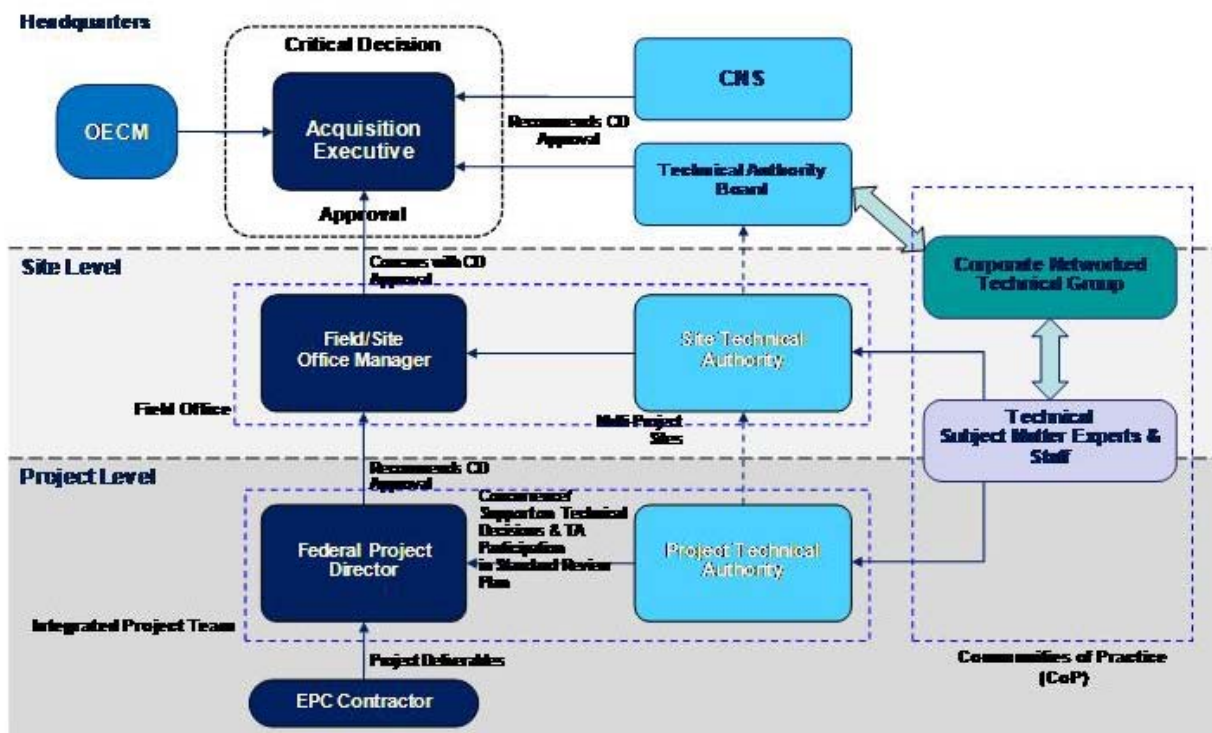 Headquarters
Critical Decision
OECM
Acquisition
Executive
CNS
Recommends CD
Approval
Technical Authority
Board
Approval
Site Level
Concurs with CD
Approval
Corporate Networked
Technical Group
Field/Site
Office Manager
Site Technical
Authority
Field Office
Multi-Project
Sites
Technical
Subject Matter Experts &
Staff
Project Level
Recommends CD
Approval
Concurrence/
Support on Technical
Decisions & TA
Participation
in Standard Review
Plan
Federal Project
Director
Project Technical
Authority
Integrated Project Team
Project Deliverables
EPC Contractor
Communities of Practice
(CoP)